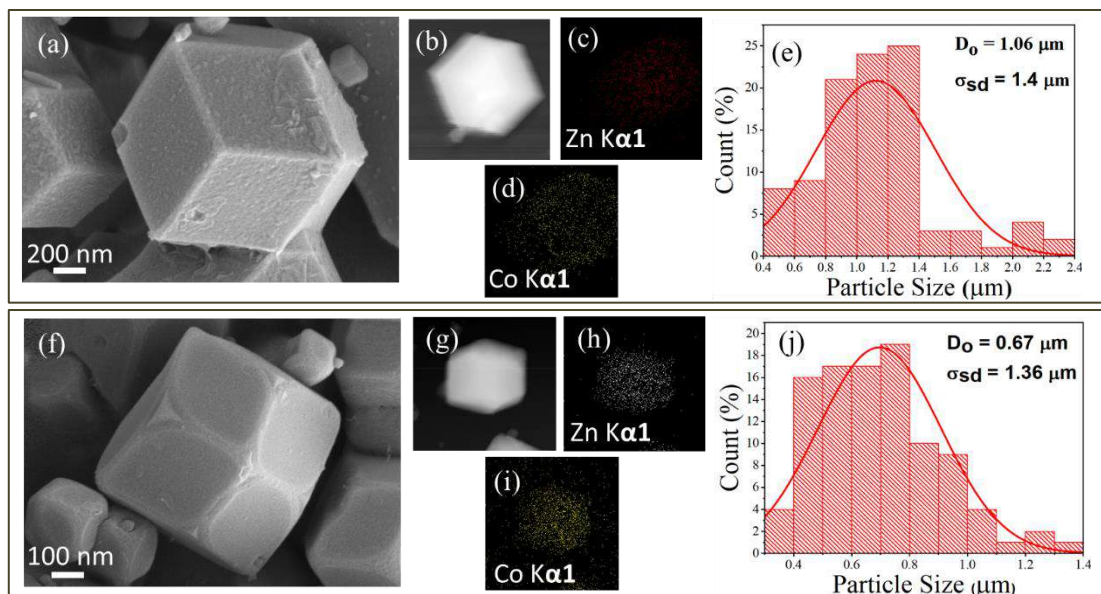 (a)
200 nm
(b)
(c)
Zn Kα1
(d)
Co Kα1
(e)
D₀ = 1.06 μm
σsd = 1.4 μm
Count (%)
25
20
15
10
5
0
0.4 0.6 0.8 1.0 1.2 1.4 1.6 1.8 2.0 2.2 2.4
Particle Size (μm)
(f)
100 nm
(g)
(h)
Zn Kα1
(i)
Co Kα1
(j)
D₀ = 0.67 μm
σsd = 1.36 μm
Count (%)
20
18
16
14
12
10
8
6
4
2
0
0.4 0.6 0.8 1.0 1.2 1.4
Particle Size (μm)